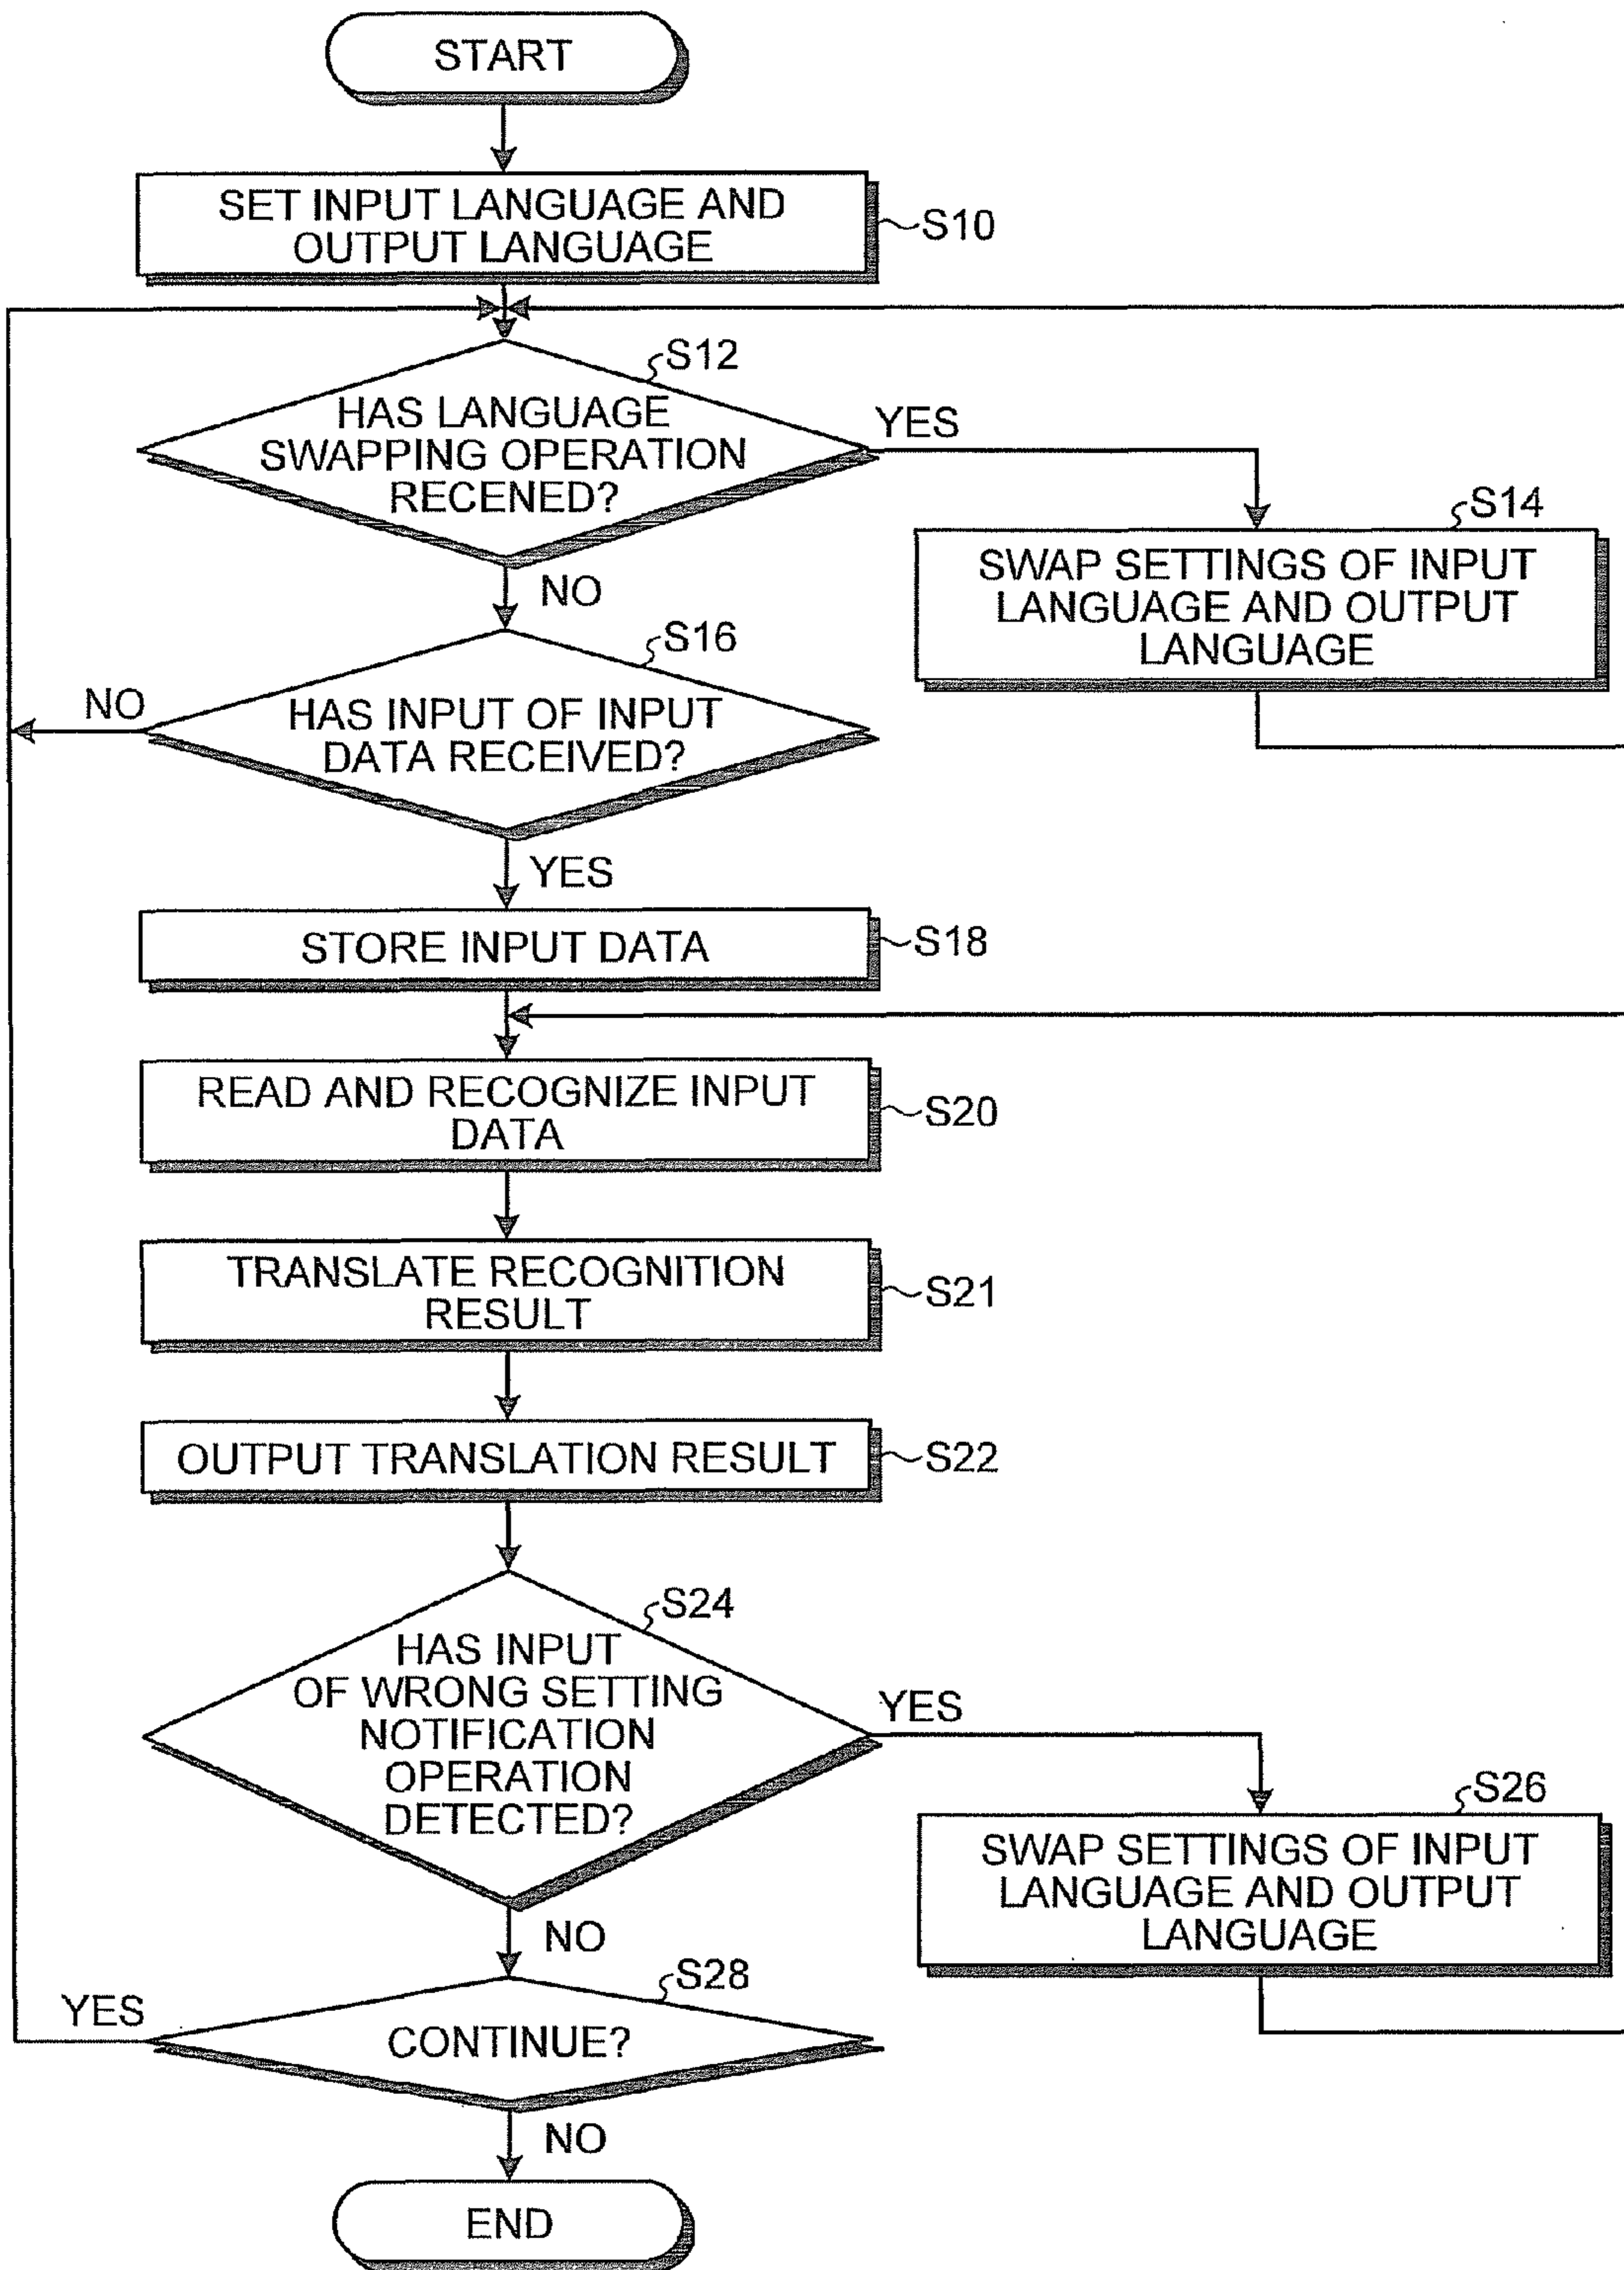 START
SET INPUT LANGUAGE AND
OUTPUT LANGUAGE
S10
S12
HAS LANGUAGE
SWAPPING OPERATION
RECENED?
YES
NO
S14
SWAP SETTINGS OF INPUT
LANGUAGE AND OUTPUT
LANGUAGE
S16
HAS INPUT OF INPUT
DATA RECEIVED?
NO
YES
STORE INPUT DATA
S18
READ AND RECOGNIZE INPUT
DATA
S20
TRANSLATE RECOGNITION
RESULT
S21
OUTPUT TRANSLATION RESULT
S22
S24
HAS INPUT
OF WRONG SETTING
NOTIFICATION
OPERATION
DETECTED?
YES
NO
S26
SWAP SETTINGS OF INPUT
LANGUAGE AND OUTPUT
LANGUAGE
S28
CONTINUE?
YES
NO
END